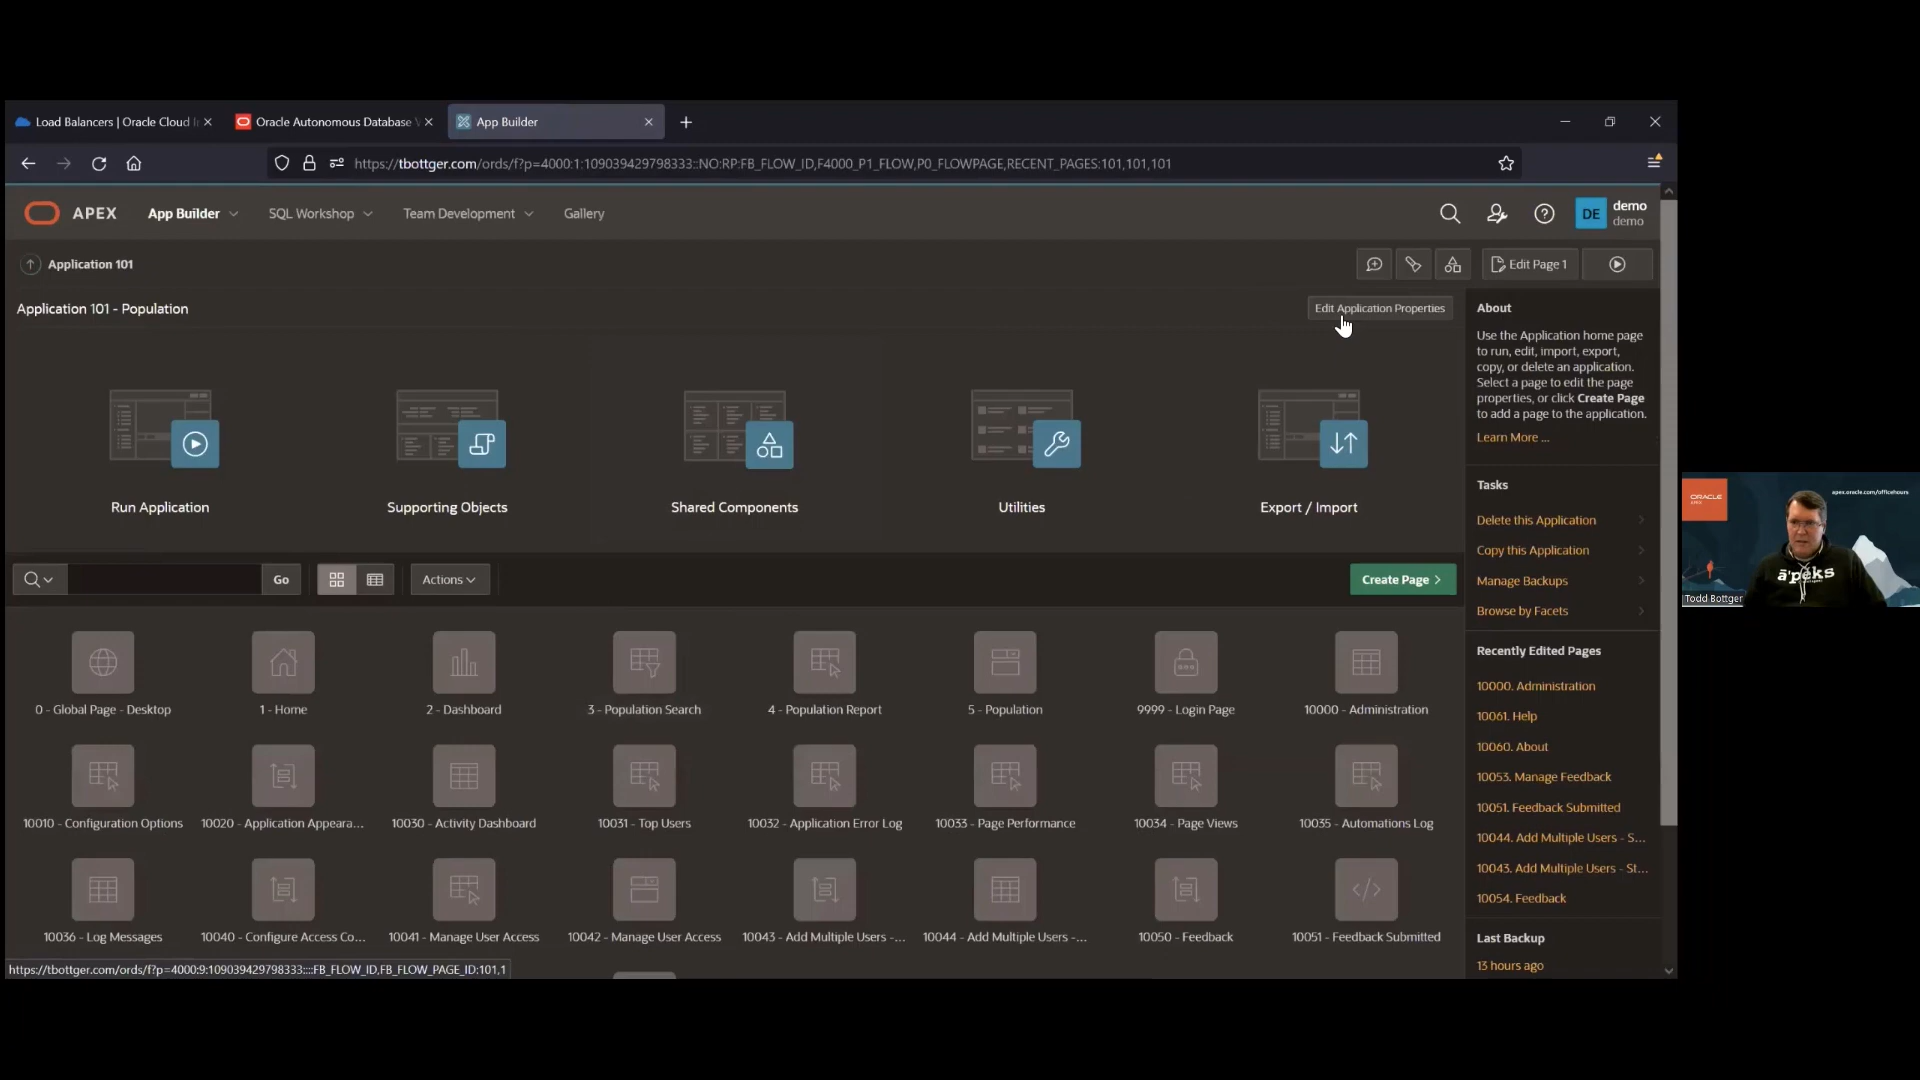 Load Balancers | Oracle Cloud I
Oracle Autonomous Database
App Builder
https://tbottger.com/ords/f?p=4000:1:109039429798333::NO:RP:FB_FLOW_ID,F4000_P1_FLOW,P0_FLOWPAGE,RECENT_PAGES:101,101,101
APEX
App Builder
SQL Workshop
Team Development
Gallery
DE
demo
demo
Application 101
Edit Page 1
Application 101 - Population
Edit Application Properties
Run Application
Supporting Objects
Shared Components
Utilities
Export / Import
Go
Actions
Create Page
0 - Global Page - Desktop
1 - Home
2 - Dashboard
3 - Population Search
4 - Population Report
5 - Population
9999 - Login Page
10000 - Administration
10010 - Configuration Options
10020 - Application Appeara...
10030 - Activity Dashboard
10031 - Top Users
10032 - Application Error Log
10033 - Page Performance
10034 - Page Views
10035 - Automations Log
10036 - Log Messages
10040 - Configure Access Co...
10041 - Manage User Access
10042 - Manage User Access
10043 - Add Multiple Users -...
10044 - Add Multiple Users -...
10050 - Feedback
10051 - Feedback Submitted
About
Use the Application home page
to run, edit, import, export,
copy, or delete an application.
Select a page to edit the page
properties, or click Create Page
to add a page to the application.
Learn More ...
Tasks
Delete this Application
Copy this Application
Manage Backups
Browse by Facets
Recently Edited Pages
10000. Administration
10061. Help
10060. About
10053. Manage Feedback
10051. Feedback Submitted
10044. Add Multiple Users - S...
10043. Add Multiple Users - St...
10054. Feedback
Last Backup
13 hours ago
https://tbottger.com/ords/f?p=4000:9:109039429798333::::FB_FLOW_ID,FB_FLOW_PAGE_ID:101,1
ORACLE
APEX
apex.oracle.com/officehours
ā'peks
Todd Bottger